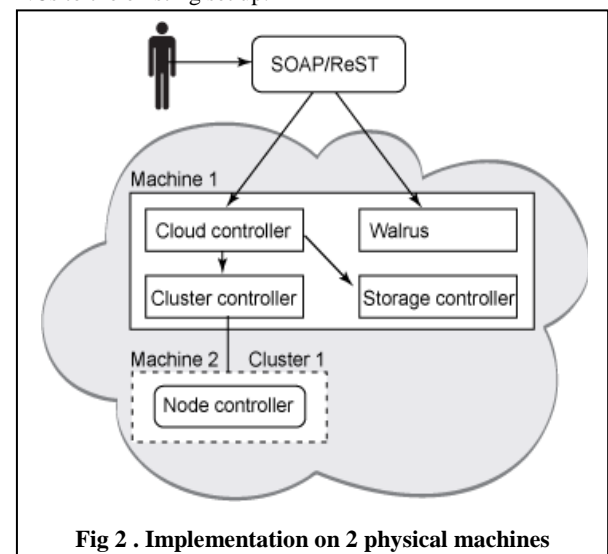 SOAP/ReST
Machine 1
Cloud controller
Walrus
Cluster controller
Storage controller
Machine 2 Cluster 1
Node controller
Fig 2 . Implementation on 2 physical machines